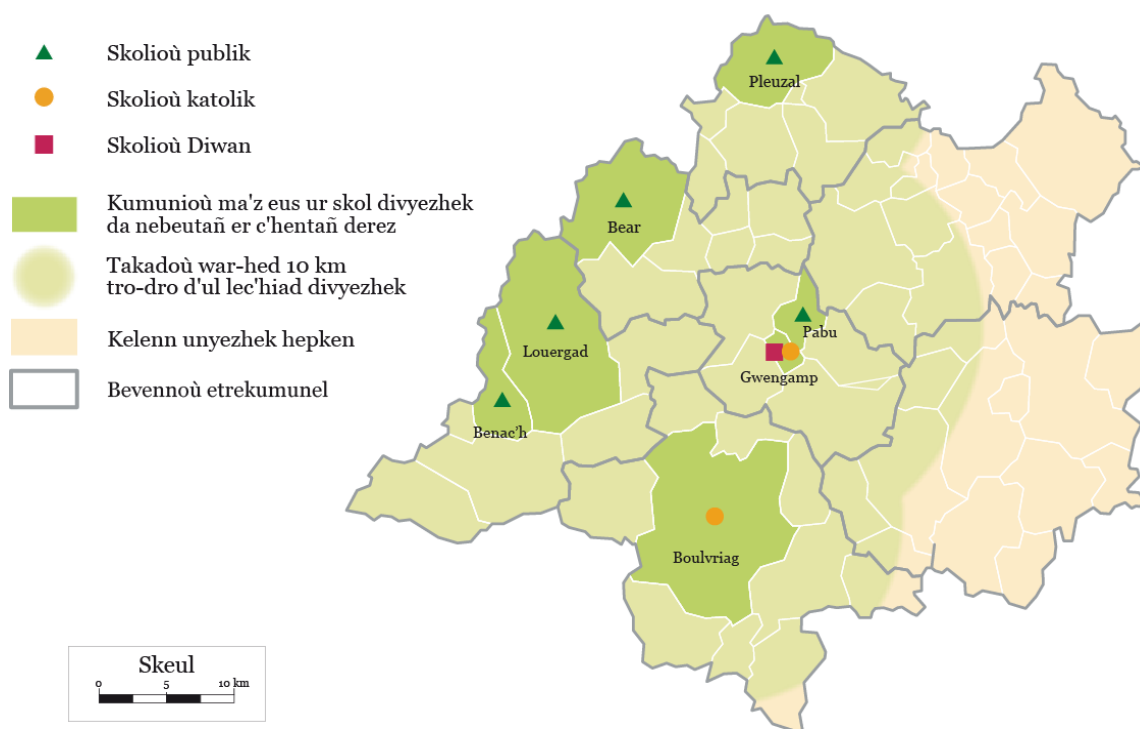 Skolioù publik
Skolioù katolik
Skolioù Diwan
Kumunioù ma'z eus ur skol divyezhek
da nebeutañ er c'hentañ derez
Takadoù war-hed 10 km
tro-dro d'ul lec'hiad divyezhek
Kelenn unyezhek hepken
Bevennoù etrekumunel
Pleuzal
Bear
Pabu
Louergad
Gwengamp
Benac'h
Boulvriag
Skeul
0 5 10 km